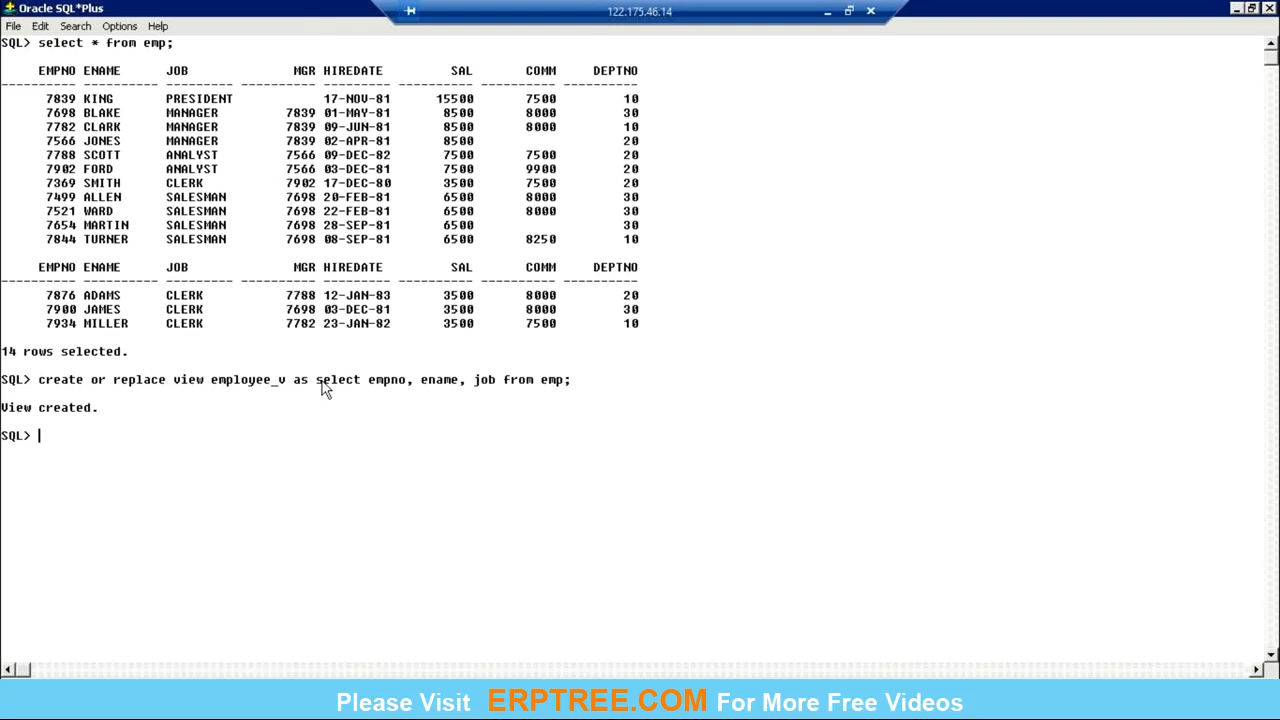 Oracle SQL*Plus
122.175.46.14
File Edit Search Options Help
SQL> select * from emp;
EMPNO ENAME JOB MGR HIREDATE SAL COMM DEPTNO
---------- ---------- --------- ---------- --------- ---------- ---------- ----------
7839 KING PRESIDENT 17-NOV-81 15500 7500 10
7698 BLAKE MANAGER 7839 01-MAY-81 8500 8000 30
7782 CLARK MANAGER 7839 09-JUN-81 8500 8000 10
7566 JONES MANAGER 7839 02-APR-81 8500 20
7788 SCOTT ANALYST 7566 09-DEC-82 7500 7500 20
7902 FORD ANALYST 7566 03-DEC-81 7500 9900 20
7369 SMITH CLERK 7902 17-DEC-80 3500 7500 20
7499 ALLEN SALESMAN 7698 20-FEB-81 6500 8000 30
7521 WARD SALESMAN 7698 22-FEB-81 6500 8000 30
7654 MARTIN SALESMAN 7698 28-SEP-81 6500 30
7844 TURNER SALESMAN 7698 08-SEP-81 6500 8250 10
EMPNO ENAME JOB MGR HIREDATE SAL COMM DEPTNO
---------- ---------- --------- ---------- --------- ---------- ---------- ----------
7876 ADAMS CLERK 7788 12-JAN-83 3500 8000 20
7900 JAMES CLERK 7698 03-DEC-81 3500 8000 30
7934 MILLER CLERK 7782 23-JAN-82 3500 7500 10
14 rows selected.
SQL> create or replace view employee_v as select empno, ename, job from emp;
View created.
SQL>
Please Visit ERPTREE.COM For More Free Videos